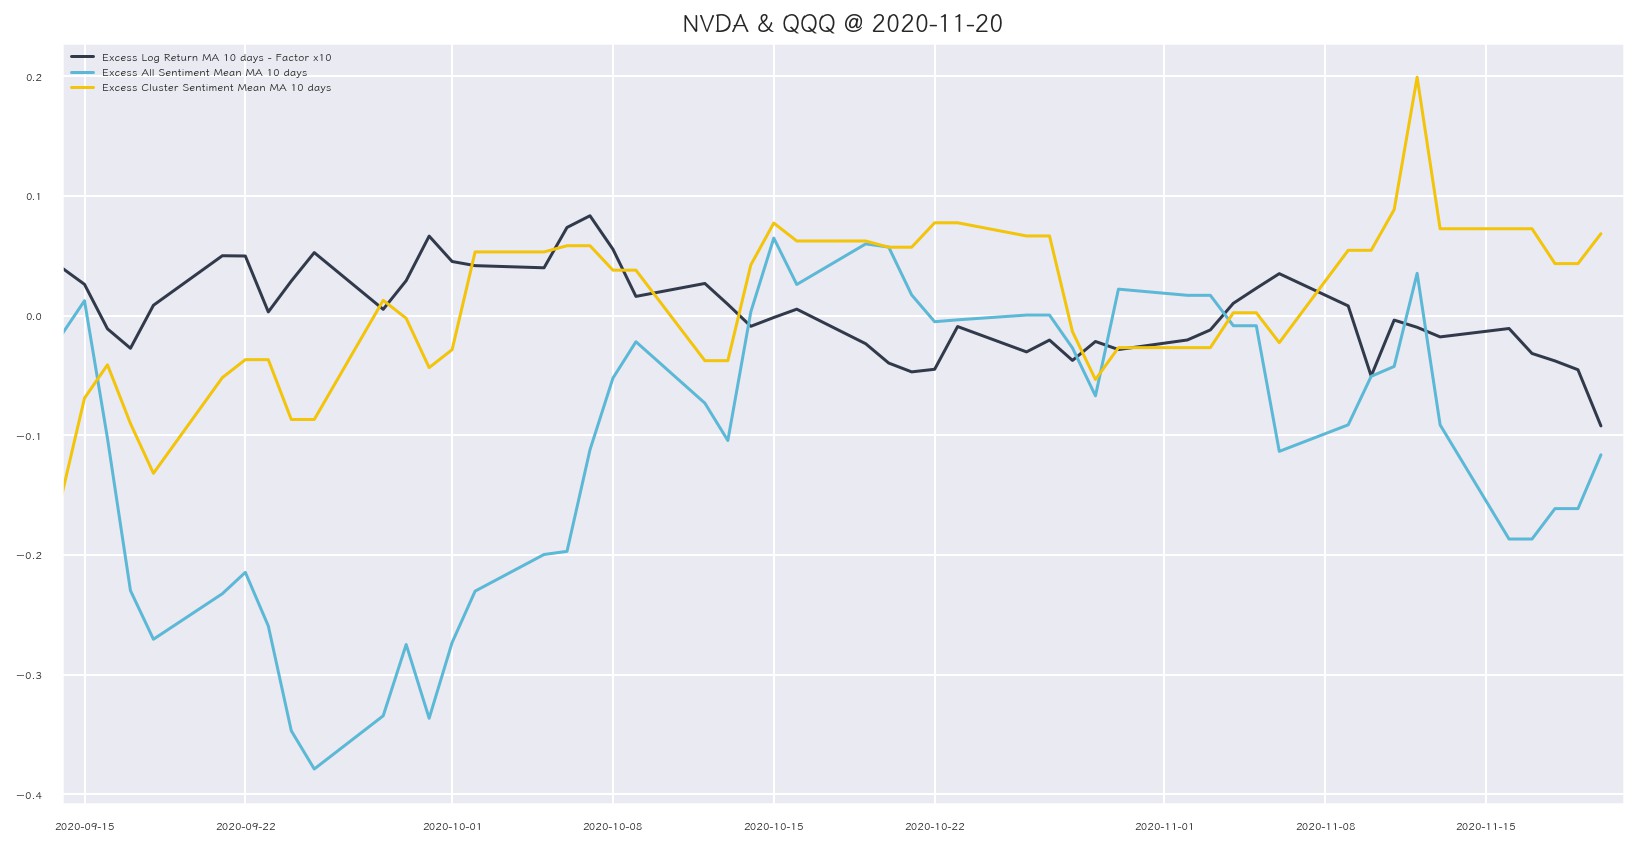 NVDA & QQQ @ 2020-11-20
Excess Log Return MA 10 days - Factor x10
Excess All Sentiment Mean MA 10 days
Excess Cluster Sentiment Mean MA 10 days
0.2
0.1
0.0
−0.1
−0.2
−0.3
−0.4
2020-09-15 2020-09-22 2020-10-01 2020-10-08 2020-10-15 2020-10-22 2020-11-01 2020-11-08 2020-11-15